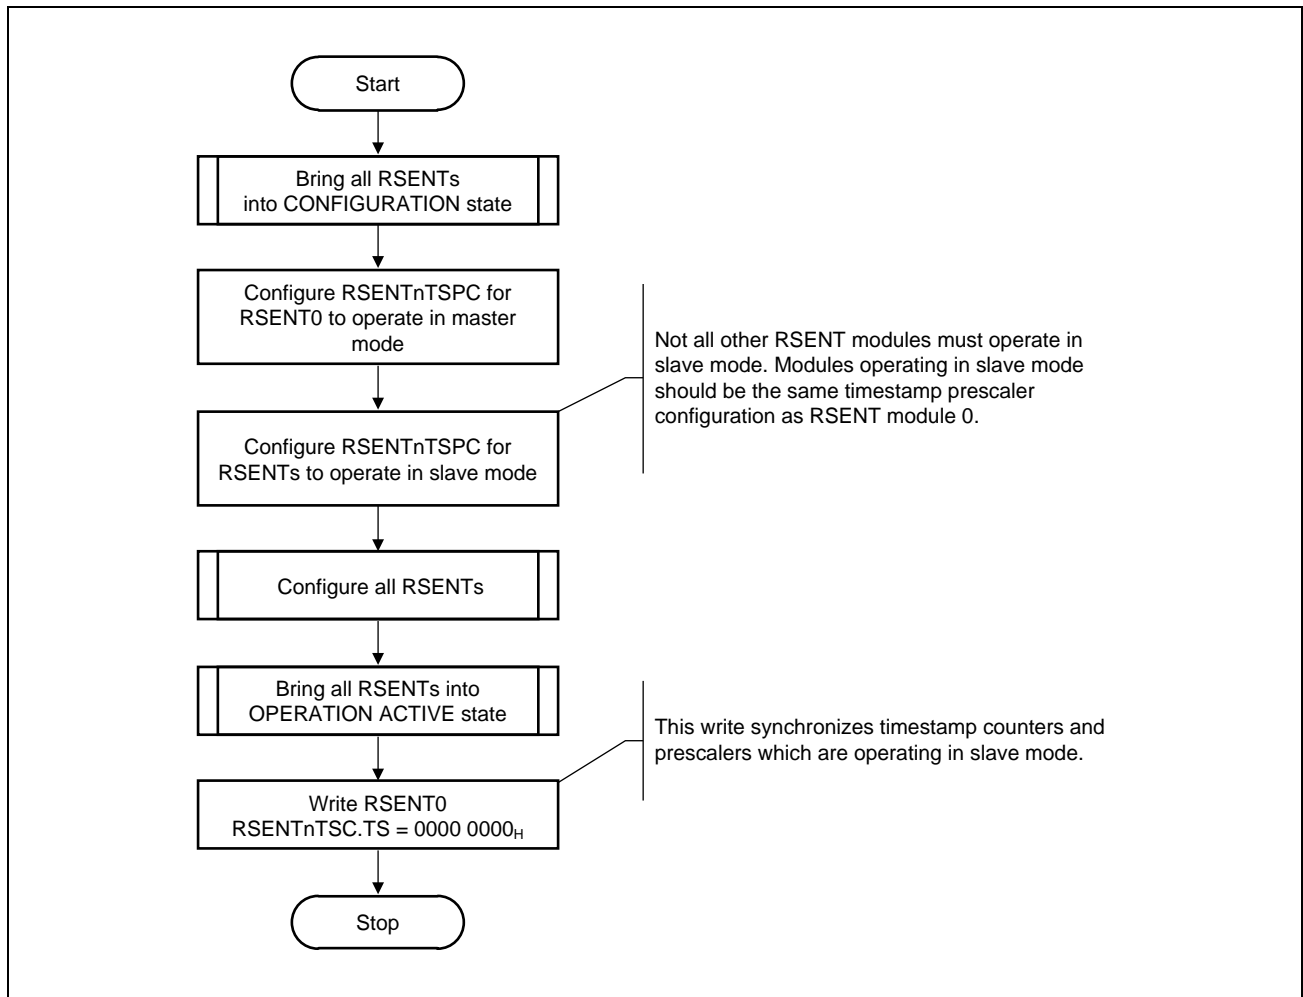 Start
Bring all RSENTs
into CONFIGURATION state
Configure RSENTnTSPC for
RSENT0 to operate in master
mode
Not all other RSENT modules must operate in
slave mode. Modules operating in slave mode
should be the same timestamp prescaler
configuration as RSENT module 0.
Configure RSENTnTSPC for
RSENTs to operate in slave mode
Configure all RSENTs
Bring all RSENTs into
OPERATION ACTIVE state
This write synchronizes timestamp counters and
prescalers which are operating in slave mode.
Write RSENT0
RSENTnTSC.TS = 0000 0000H
Stop